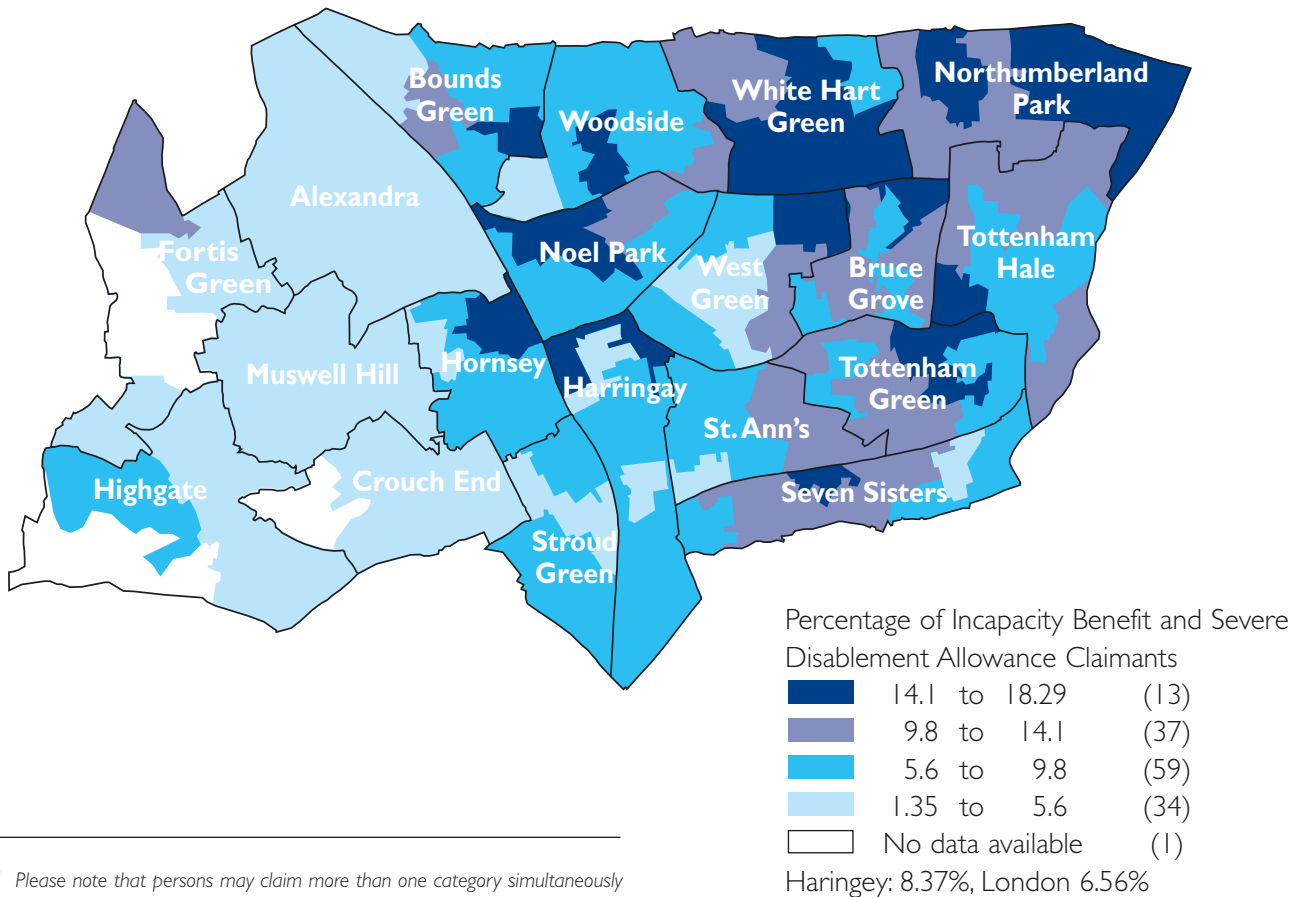 Bounds
Green
Woodside
White Hart
Green
Northumberland
Park
Alexandra
Fortis
Green
Noel Park
West
Green
Bruce
Grove
Tottenham
Hale
Muswell Hill
Hornsey
Harringay
Tottenham
Green
St. Ann's
Highgate
Crouch End
Seven Sisters
Stroud
Green
Percentage of Incapacity Benefit and Severe
Disablement Allowance Claimants
14.1 to 18.29 (13)
9.8 to 14.1 (37)
5.6 to 9.8 (59)
1.35 to 5.6 (34)
No data available (1)
Haringey: 8.37%, London 6.56%
Please note that persons may claim more than one category simultaneously